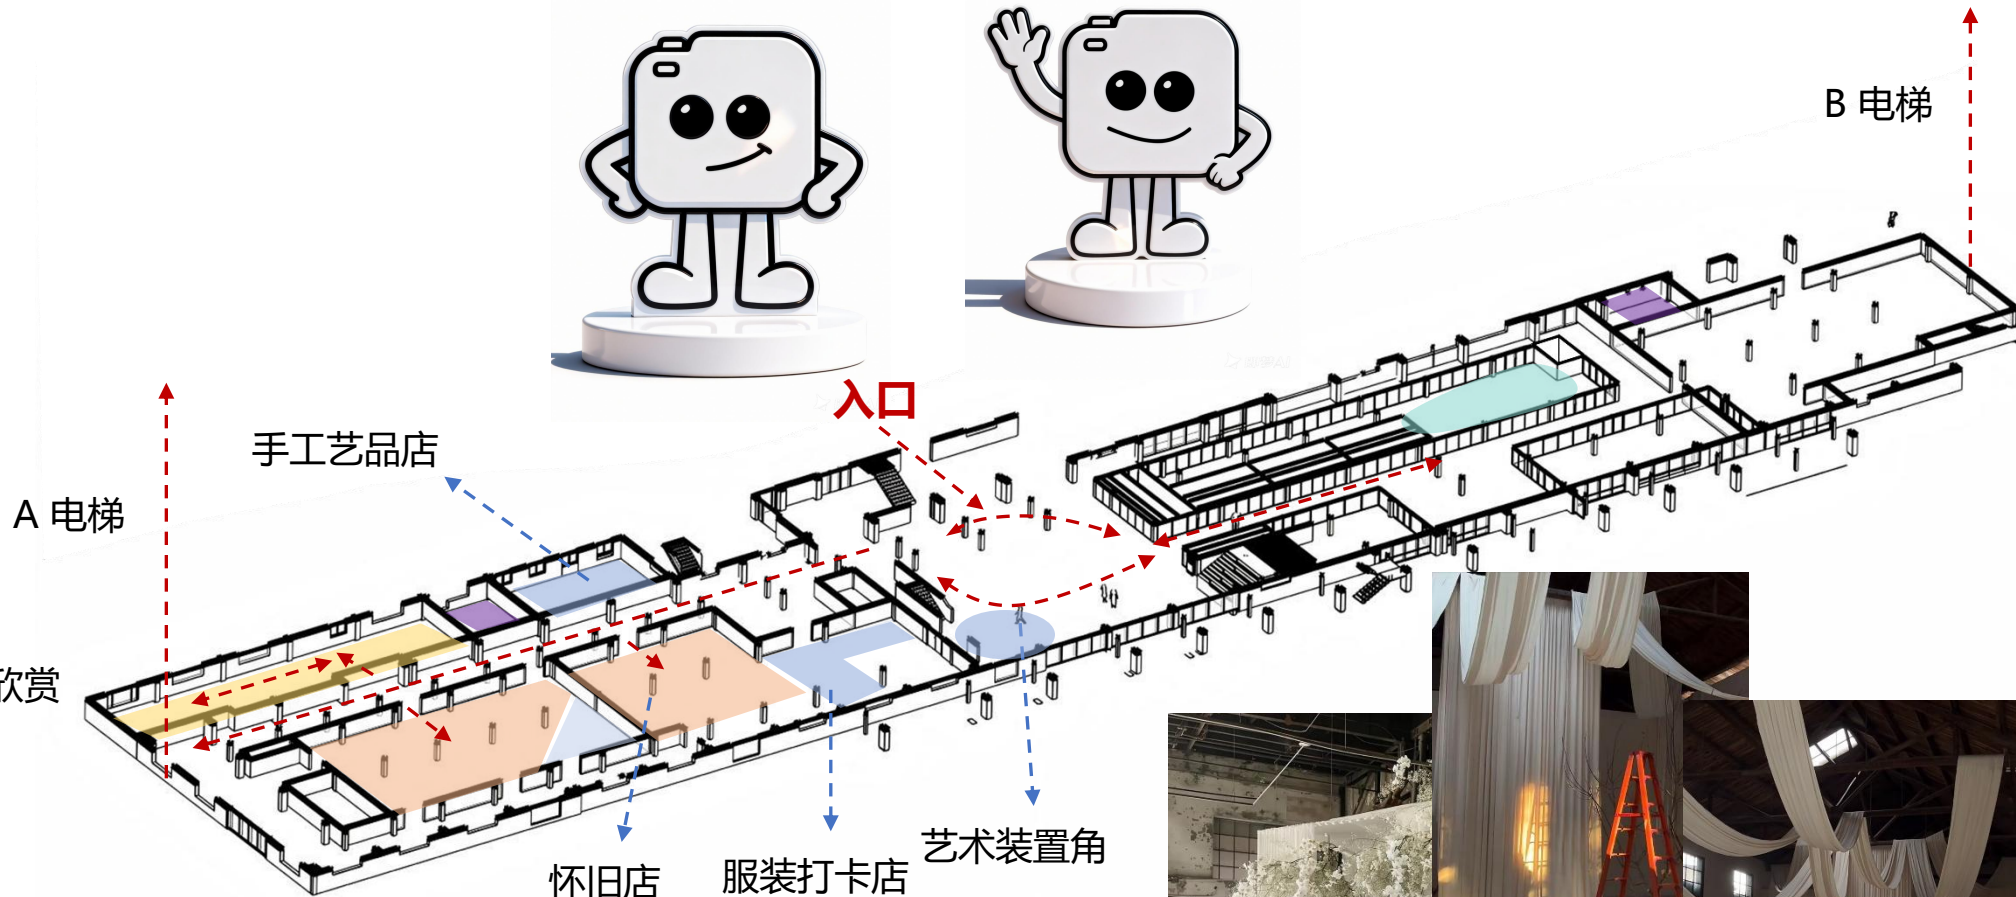 B 电梯
入口
手工艺品店
A 电梯
欣赏
怀旧店
服装打卡店
艺术装置角